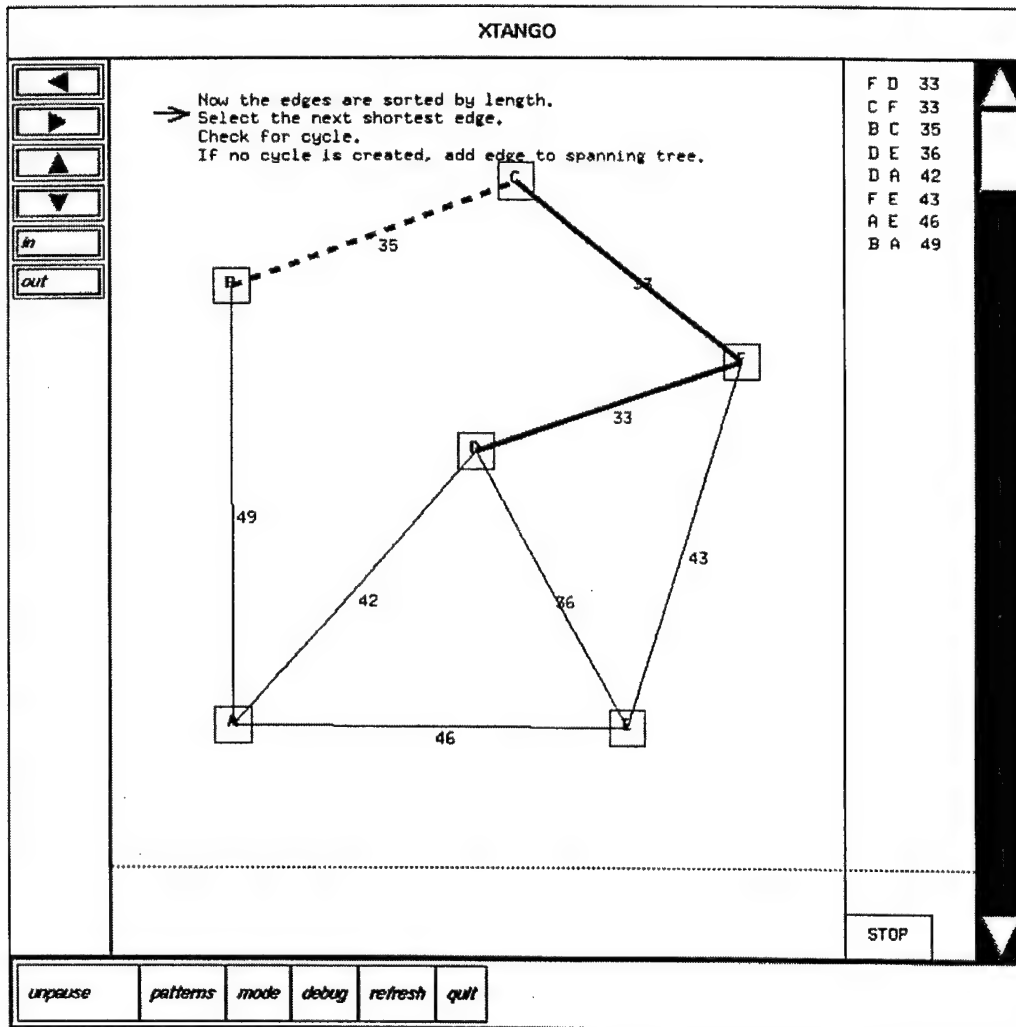 XTANGO
Now the edges are sorted by length.
Select the next shortest edge.
Check for cycle.
If no cycle is created, add edge to spanning tree.
F D 33
C F 33
B C 35
D E 36
D A 42
F E 43
A E 46
B A 49
in
out
C
35
B
33
F
33
D
49
43
42
36
A
E
46
STOP
unpause patterns mode debug refresh quit